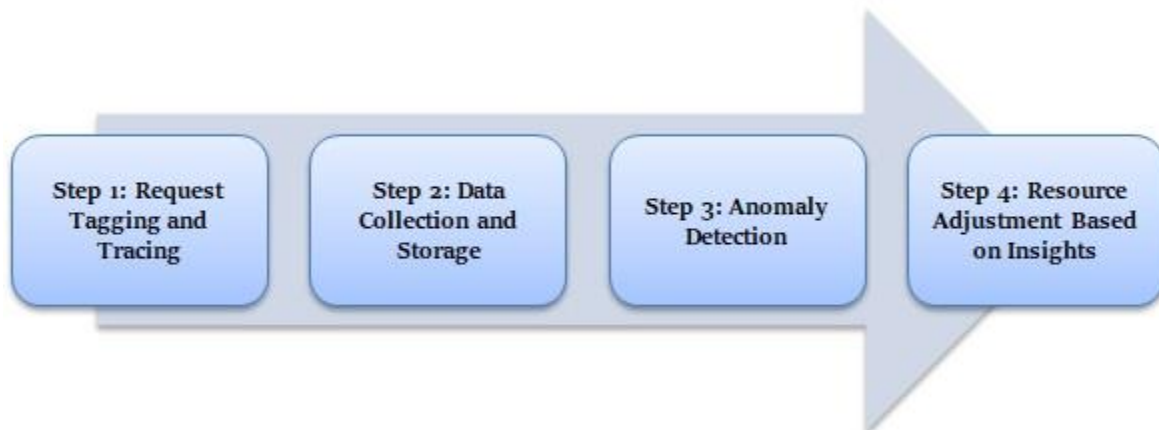 Step 1: Request
Tagging and
Tracing
Step 2: Data
Collection and
Storage
Step 3: Anomaly
Detection
Step 4: Resource
Adjustment Based
on Insights